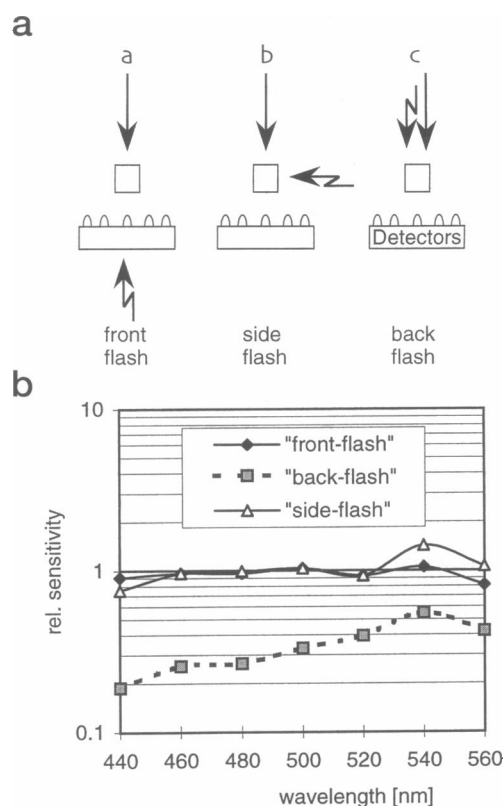 a
a b c
Detectors
front side back
flash flash flash
b
10
"front-flash"
"back-flash"
"side-flash"
rel. sensitivity
1
0.1
440 460 480 500 520 540 560
wavelength [nm]